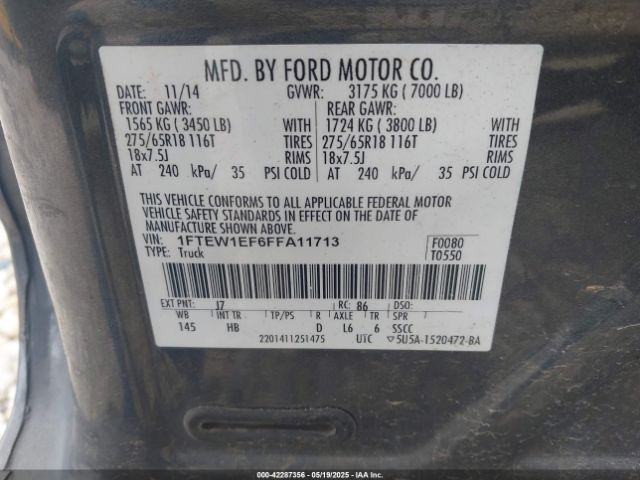 MFD. BY FORD MOTOR CO.
DATE: 11/14 GVWR: 3175 KG ( 7000 LB)
FRONT GAWR: REAR GAWR:
1565 KG ( 3450 LB) WITH 1724 KG ( 3800 LB) WITH
275/65R18 116T TIRES 275/65R18 116T TIRES
18x7.5J RIMS 18x7.5J RIMS
AT 240 kPa/ 35 PSI COLD AT 240 kPa/ 35 PSI COLD
THIS VEHICLE CONFORMS TO ALL APPLICABLE FEDERAL MOTOR
VEHICLE SAFETY STANDARDS IN EFFECT ON THE DATE OF
MANUFACTURE SHOWN ABOVE.
VIN: 1FTEW1EF6FFA11713 F0080
TYPE: Truck T0550
EXT PNT: J7 RC: 86 DSO:
WB INT TR TP/PS R AXLE TR SPR
145 HB D L6 6 SSCC
2201411251475 UTC ▽5U5A-1520472-BA
000-42287356 - 05/19/2025 - IAA Inc.